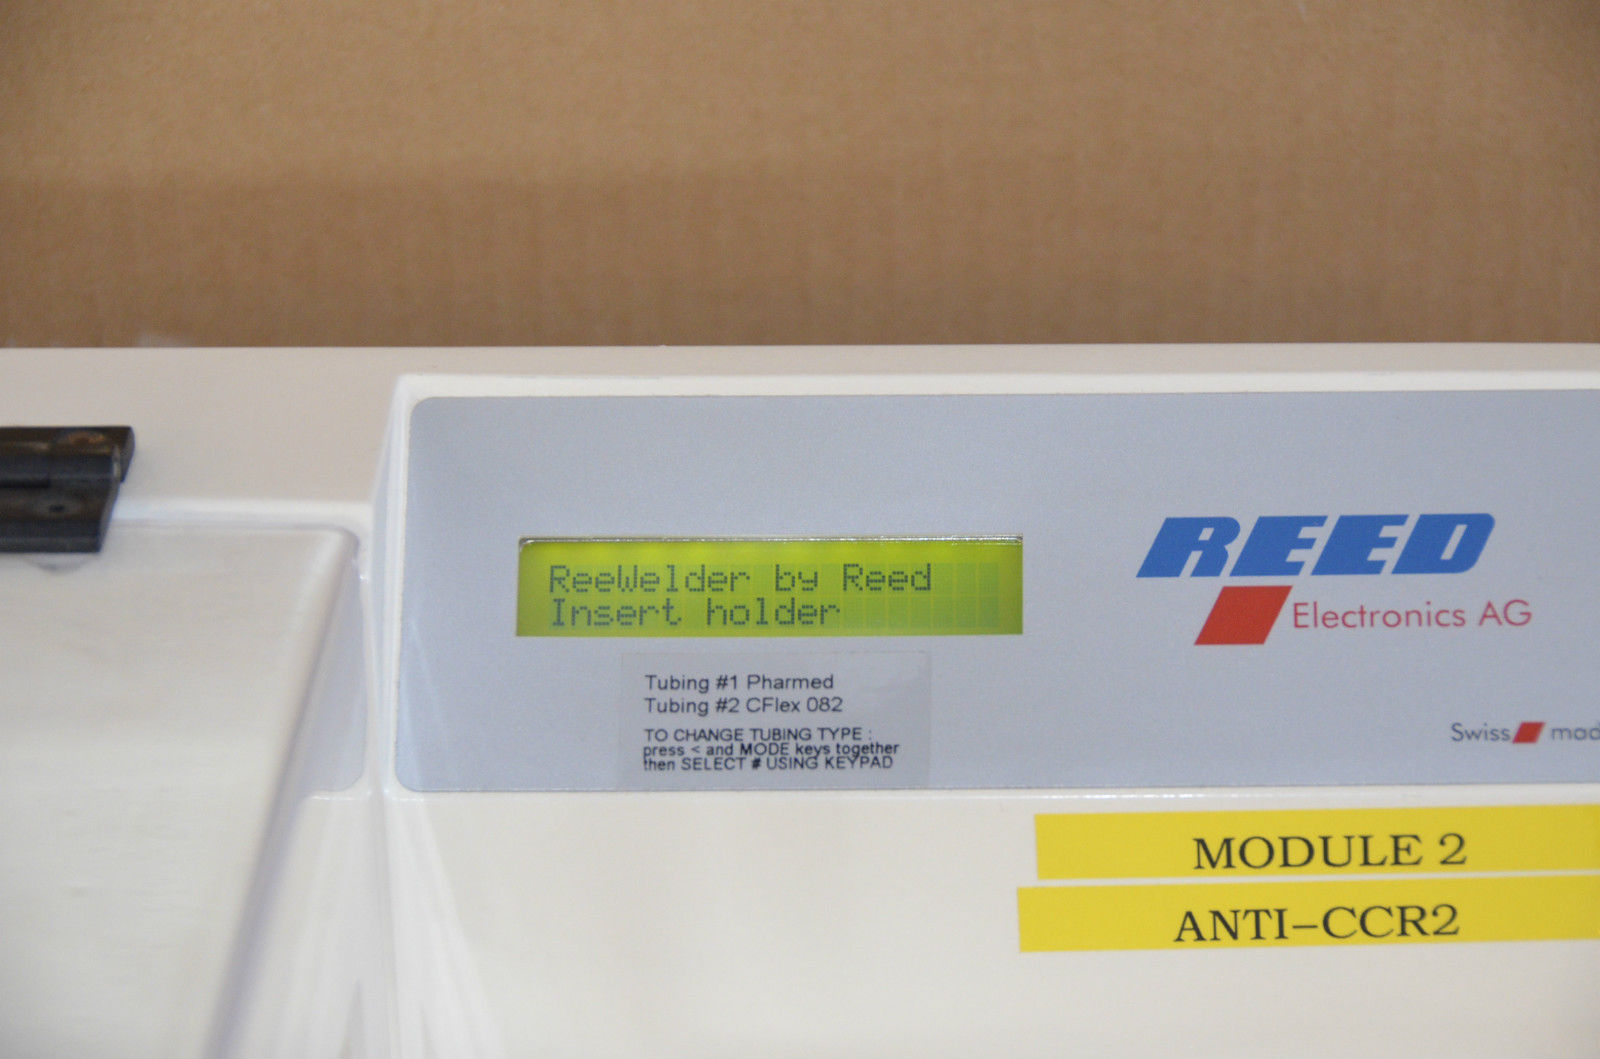 ReeWelder by Reed
Insert holder
REED
Electronics AG
Tubing #1 Pharmed
Tubing #2 CFlex 082
TO CHANGE TUBING TYPE :
press < and MODE keys together
then SELECT # USING KEYPAD
Swiss mad
MODULE 2
ANTI-CCR2